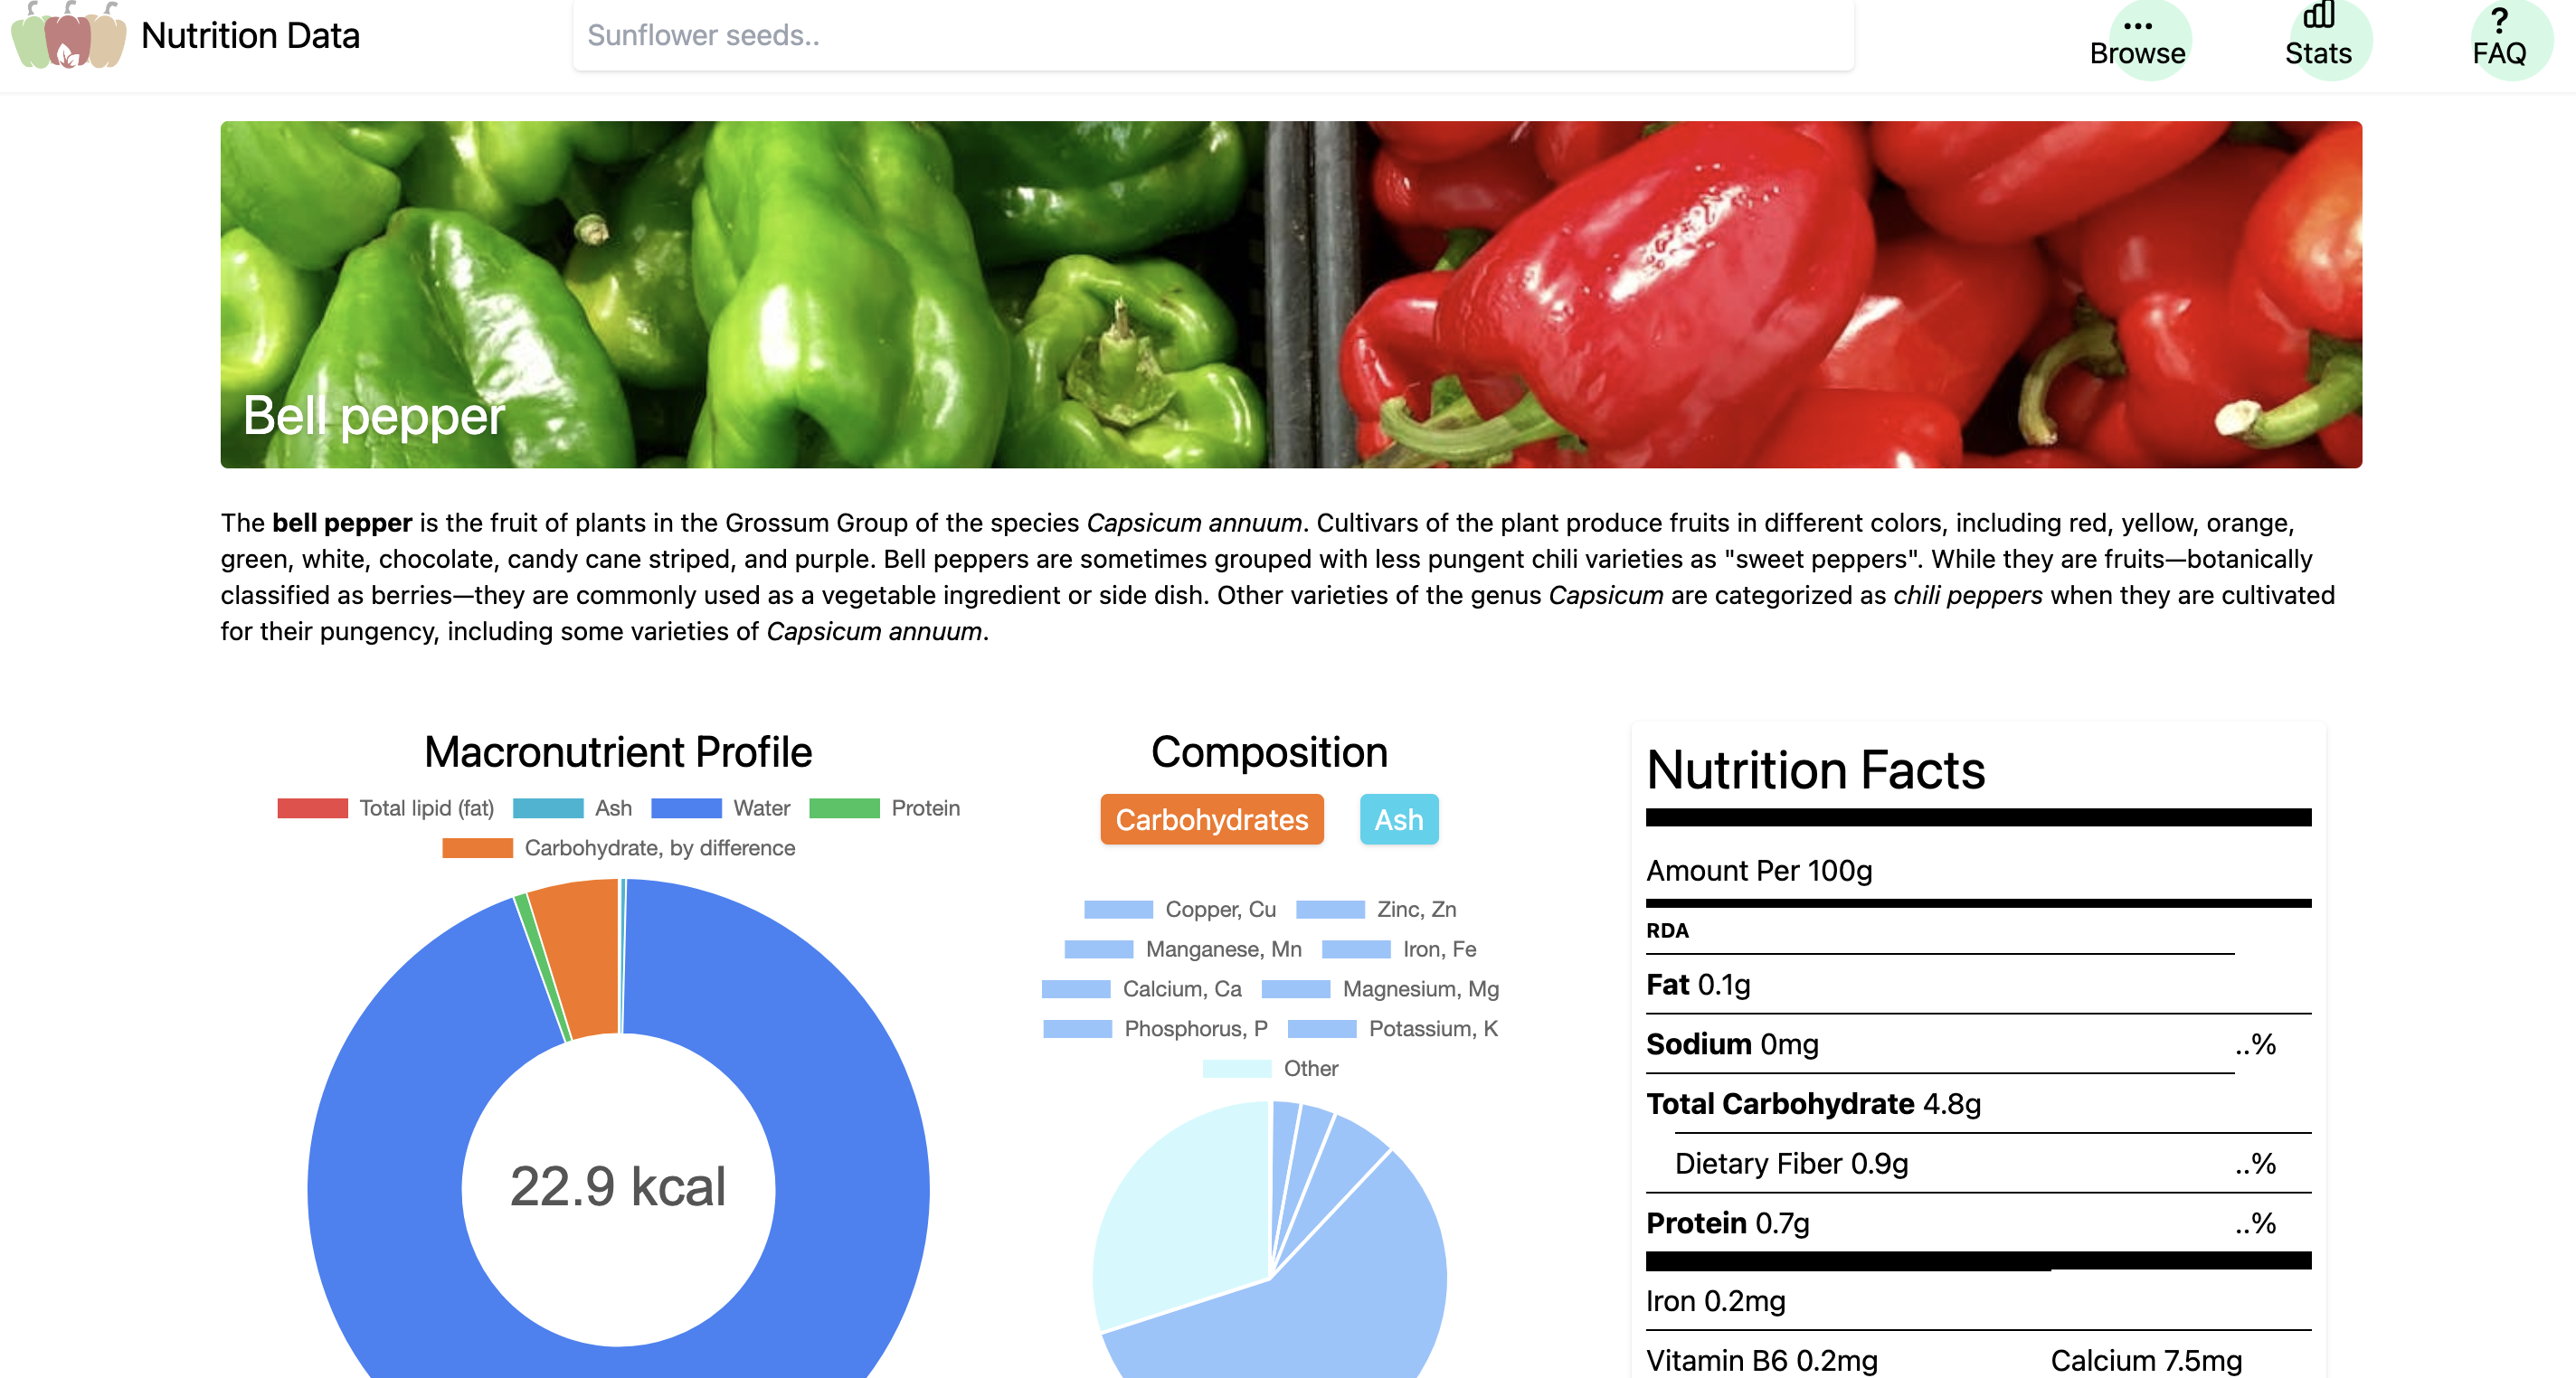 Nutrition Data
Sunflower seeds..
...
Browse
Stats
?
FAQ
Bell pepper
The bell pepper is the fruit of plants in the Grossum Group of the species Capsicum annuum. Cultivars of the plant produce fruits in different colors, including red, yellow, orange,
green, white, chocolate, candy cane striped, and purple. Bell peppers are sometimes grouped with less pungent chili varieties as "sweet peppers". While they are fruits—botanically
classified as berries—they are commonly used as a vegetable ingredient or side dish. Other varieties of the genus Capsicum are categorized as chili peppers when they are cultivated
for their pungency, including some varieties of Capsicum annuum.
Macronutrient Profile
Total lipid (fat) Ash Water Protein
Carbohydrate, by difference
22.9 kcal
Composition
Carbohydrates Ash
Copper, Cu Zinc, Zn
Manganese, Mn Iron, Fe
Calcium, Ca Magnesium, Mg
Phosphorus, P Potassium, K
Other
Nutrition Facts
Amount Per 100g
RDA
Fat 0.1g
Sodium 0mg ..%
Total Carbohydrate 4.8g
Dietary Fiber 0.9g ..%
Protein 0.7g ..%
Iron 0.2mg
Vitamin B6 0.2mg Calcium 7.5mg